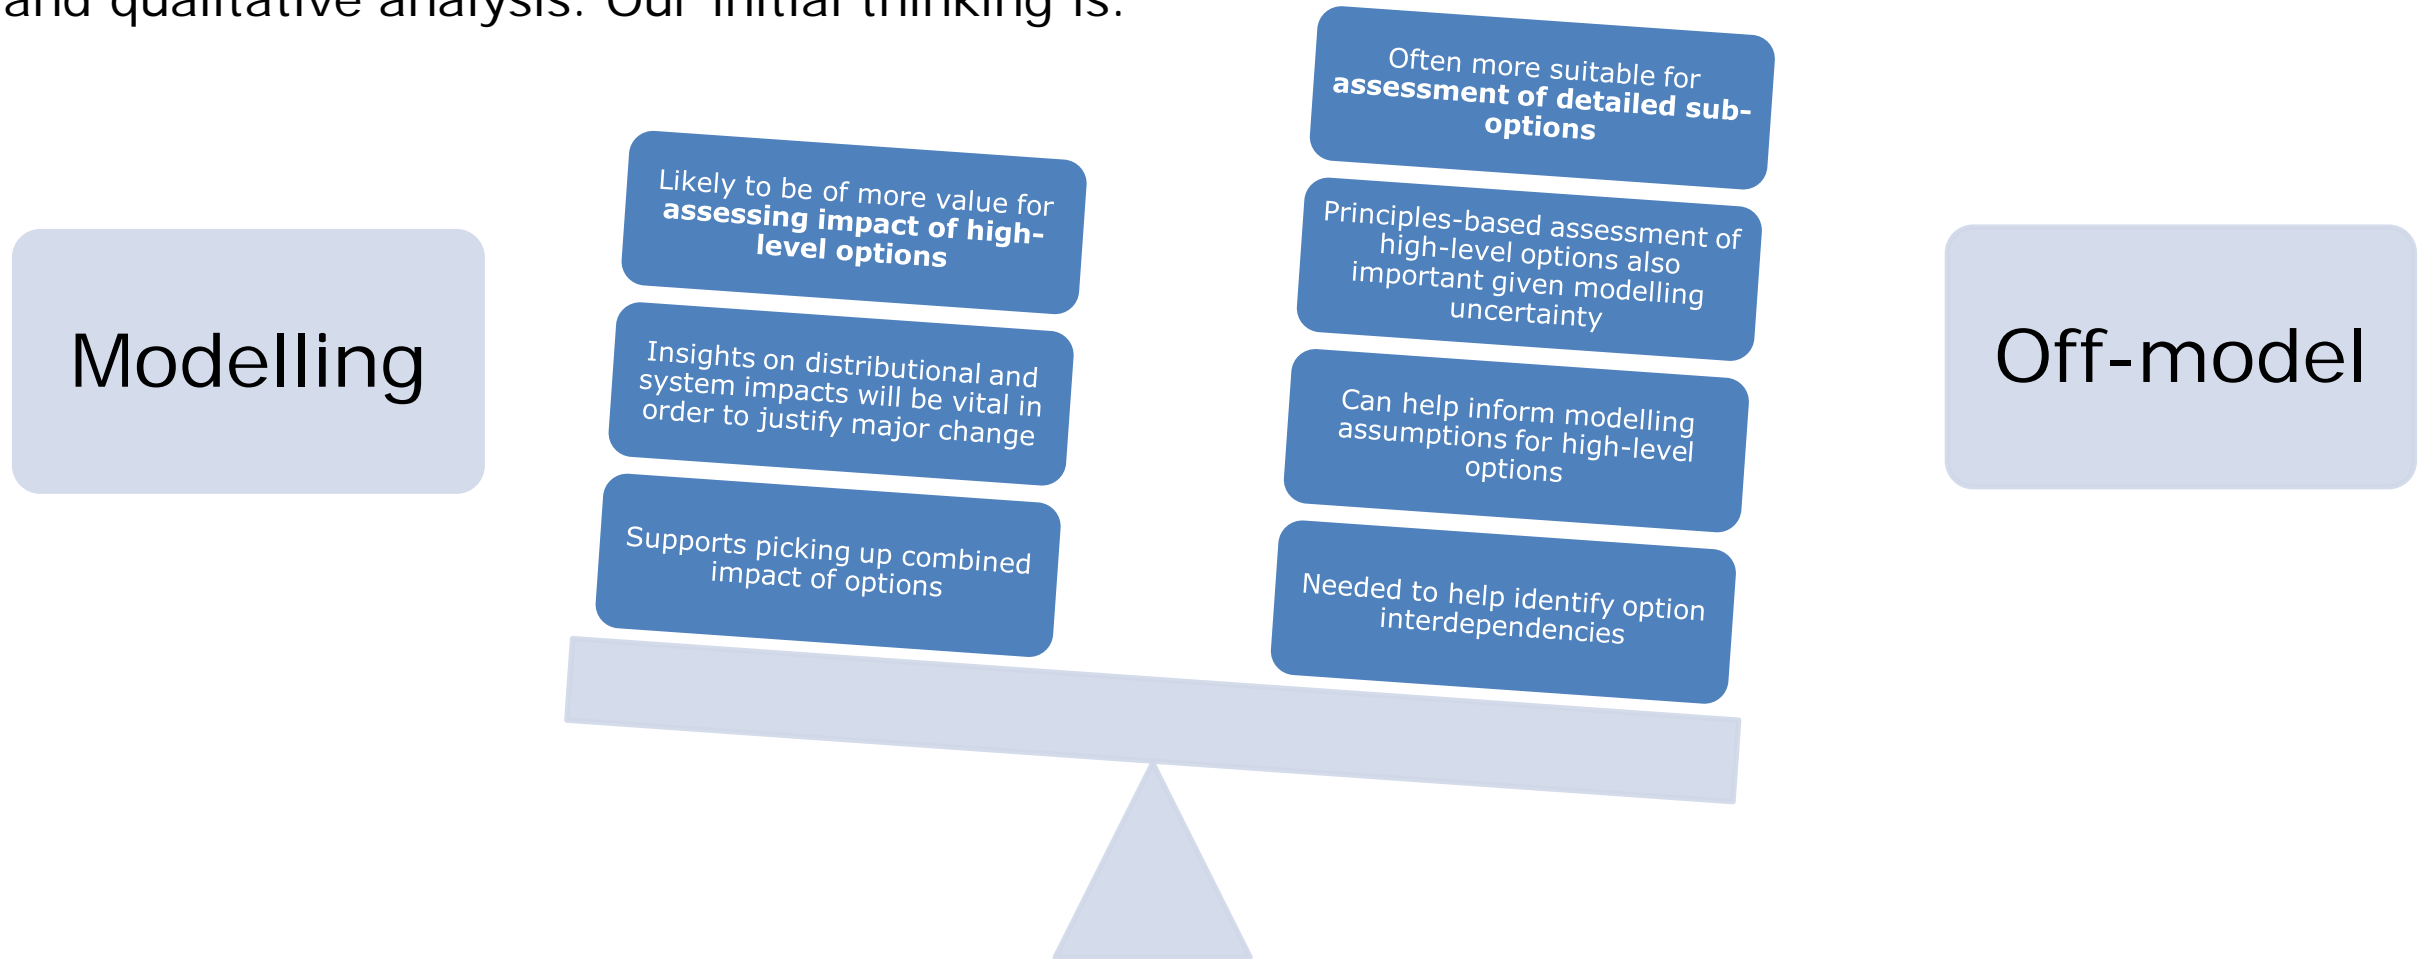 and qualitative analysis. Our initial thinking is:
Modelling
Likely to be of more value for
assessing impact of high-
level options
Insights on distributional and
system impacts will be vital in
order to justify major change
Supports picking up combined
impact of options
Often more suitable for
assessment of detailed sub-
options
Principles-based assessment of
high-level options also
important given modelling
uncertainty
Can help inform modelling
assumptions for high-level
options
Needed to help identify option
interdependencies
Off-model